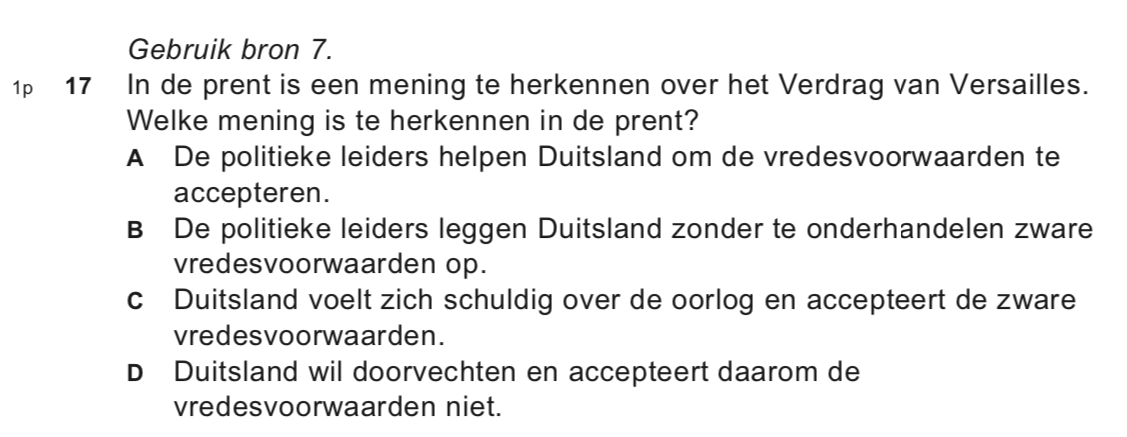 Gebruik bron 7.
1p 17 In de prent is een mening te herkennen over het Verdrag van Versailles.
Welke mening is te herkennen in de prent?
A De politieke leiders helpen Duitsland om de vredesvoorwaarden te
accepteren.
B De politieke leiders leggen Duitsland zonder te onderhandelen zware
vredesvoorwaarden op.
C Duitsland voelt zich schuldig over de oorlog en accepteert de zware
vredesvoorwaarden.
D Duitsland wil doorvechten en accepteert daarom de
vredesvoorwaarden niet.